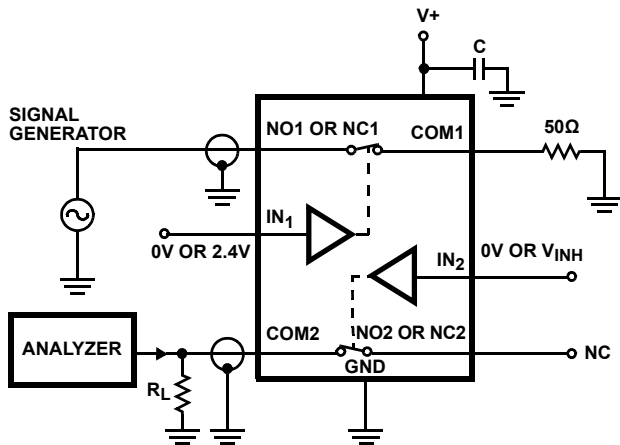 V+
C
SIGNAL
GENERATOR
NO1 OR NC1
COM1
50Ω
IN1
0V OR 2.4V
IN2
0V OR VINH
COM2
NO2 OR NC2
ANALYZER
GND
NC
RL